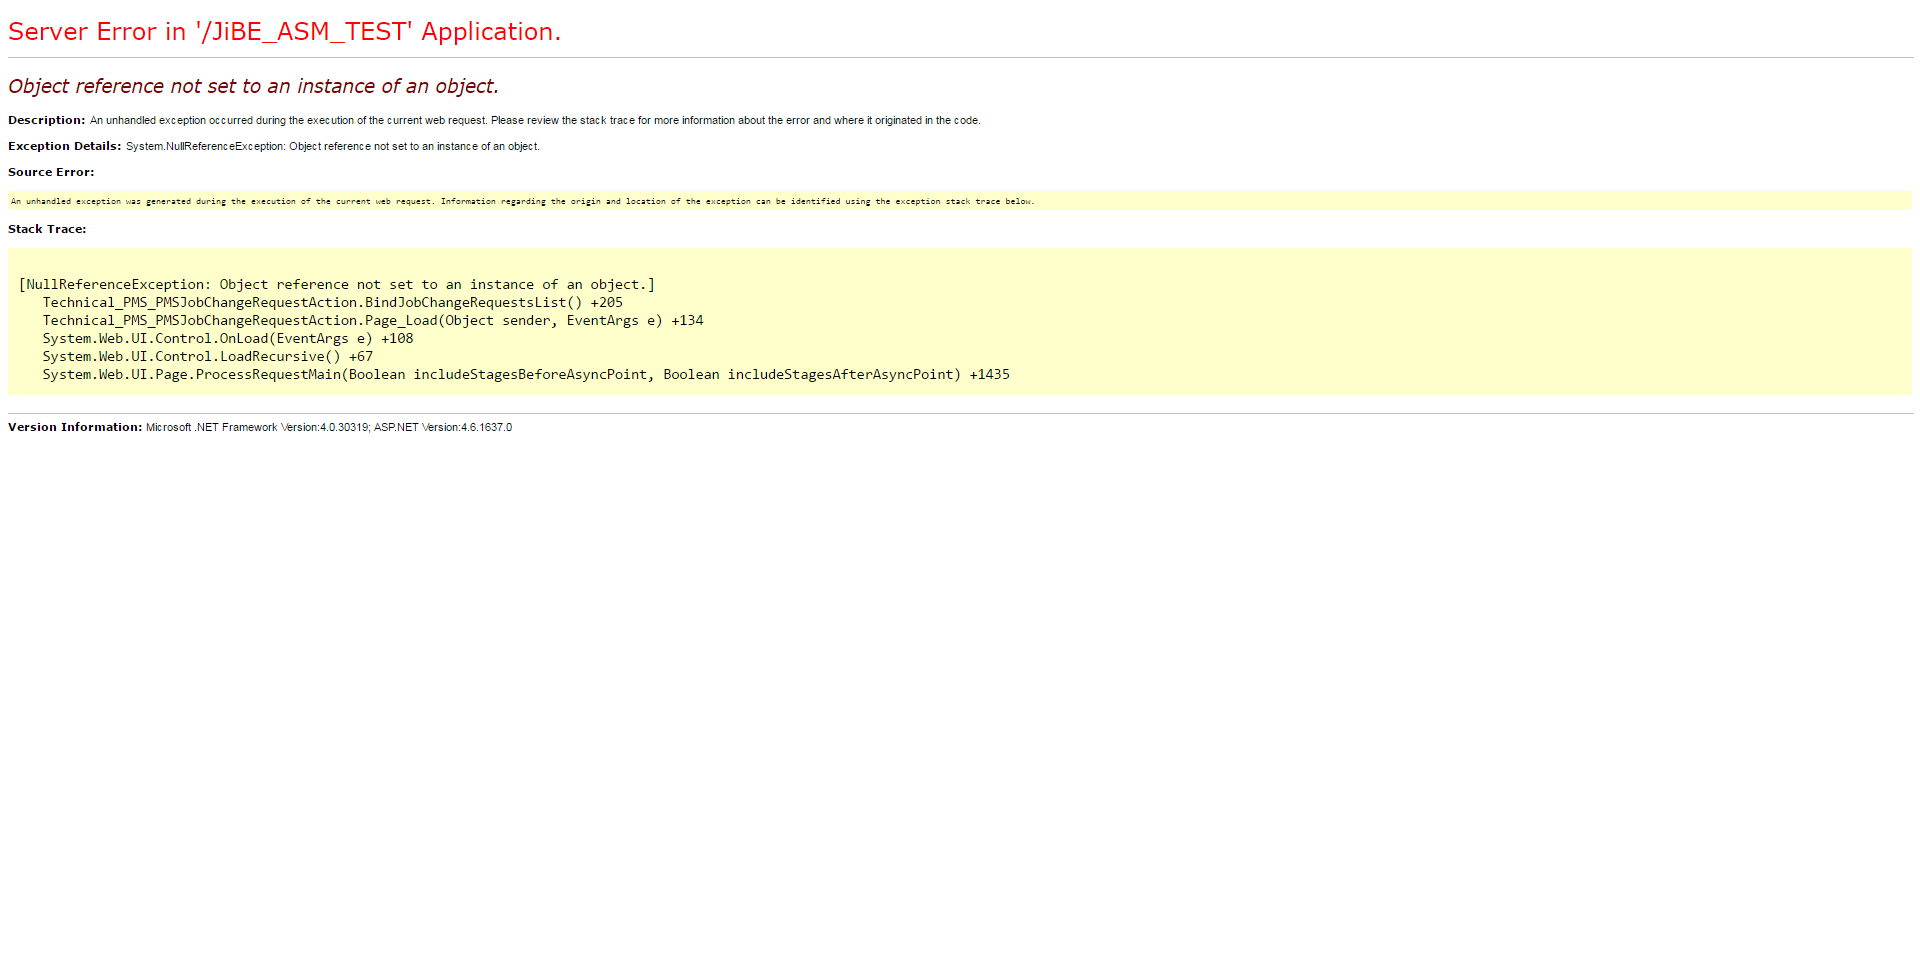 Server Error in '/JiBE_ASM_TEST' Application.
Object reference not set to an instance of an object.
Description: An unhandled exception occurred during the execution of the current web request. Please review the stack trace for more information about the error and where it originated in the code.
Exception Details: System.NullReferenceException: Object reference not set to an instance of an object.
Source Error:
An unhandled exception was generated during the execution of the current web request. Information regarding the origin and location of the exception can be identified using the exception stack trace below.
Stack Trace:
[NullReferenceException: Object reference not set to an instance of an object.]
Technical_PMS_PMSJobChangeRequestAction.BindJobChangeRequestsList() +205
Technical_PMS_PMSJobChangeRequestAction.Page_Load(Object sender, EventArgs e) +134
System.Web.UI.Control.OnLoad(EventArgs e) +108
System.Web.UI.Control.LoadRecursive() +67
System.Web.UI.Page.ProcessRequestMain(Boolean includeStagesBeforeAsyncPoint, Boolean includeStagesAfterAsyncPoint) +1435
Version Information: Microsoft .NET Framework Version:4.0.30319; ASP.NET Version:4.6.1637.0